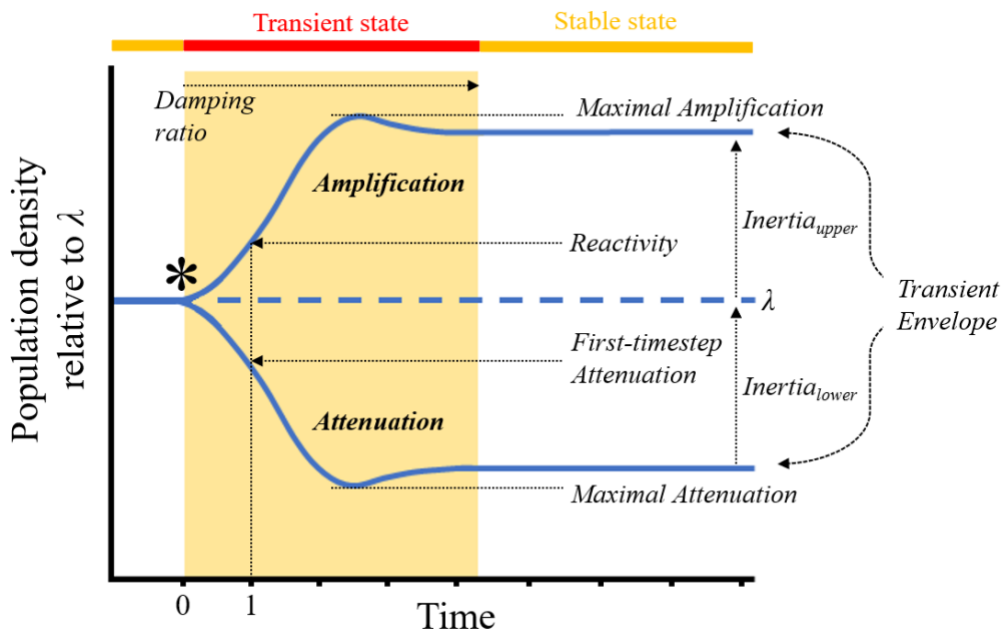 Transient state
Stable state
Damping
ratio
Maximal Amplification
Amplification
Inertiaupper
Reactivity
Population density
relative to λ
*
λ
Transient
Envelope
First-timestep
Attenuation
Inertialower
Attenuation
Maximal Attenuation
0
1
Time